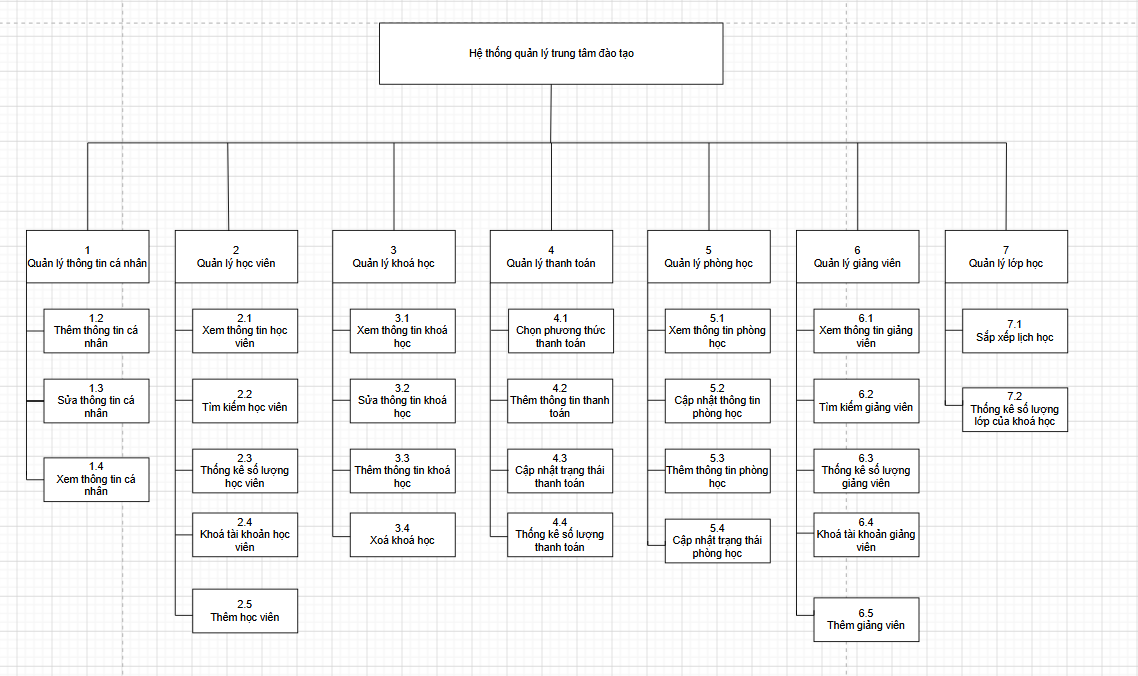 Hệ thống quản lý trung tâm đào tạo
1
Quản lý thông tin cá nhân
1.2
Thêm thông tin cá
nhân
1.3
Sửa thông tin cá
nhân
1.4
Xem thông tin cá
nhân
2
Quản lý học viên
2.1
Xem thông tin học
viên
2.2
Tìm kiếm học viên
2.3
Thống kê số lượng
học viên
2.4
Khoá tài khoản học
viên
2.5
Thêm học viên
3
Quản lý khoá học
3.1
Xem thông tin khoá
học
3.2
Sửa thông tin khoá
học
3.3
Thêm thông tin khoá
học
3.4
Xoá khoá học
4
Quản lý thanh toán
4.1
Chọn phương thức
thanh toán
4.2
Thêm thông tin thanh
toán
4.3
Cập nhật trạng thái
thanh toán
4.4
Thống kê số lượng
thanh toán
5
Quản lý phòng học
5.1
Xem thông tin phòng
học
5.2
Cập nhật thông tin
phòng học
5.3
Thêm thông tin phòng
học
5.4
Cập nhật trạng thái
phòng học
6
Quản lý giảng viên
6.1
Xem thông tin giảng
viên
6.2
Tìm kiếm giảng viên
6.3
Thống kê số lượng
giảng viên
6.4
Khoá tài khoản giảng
viên
6.5
Thêm giảng viên
7
Quản lý lớp học
7.1
Sắp xếp lịch học
7.2
Thống kê số lượng
lớp của khoá học